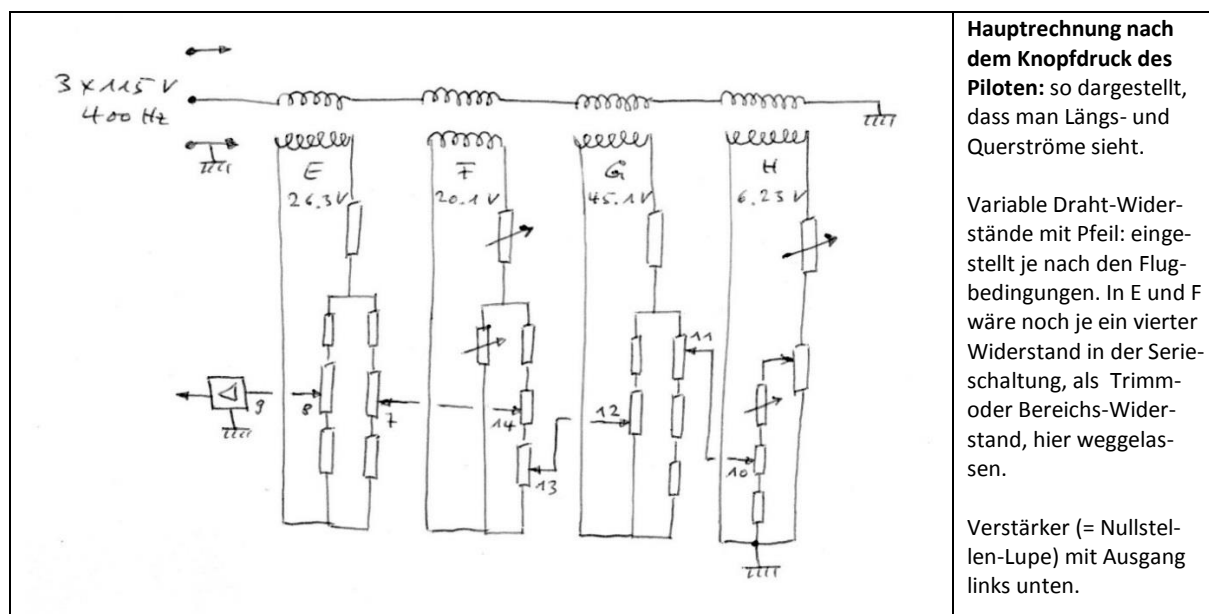 3 x 115 V
400 Hz
E
F
G
H
26.3 V
20.1 V
45.1 V
6.23 V
11
9
8
7
14
12
10
13
Hauptrechnung nach
dem Knopfdruck des
Piloten: so dargestellt,
dass man Längs- und
Querströme sieht.
Variable Draht-Wider-
stände mit Pfeil: einge-
stellt je nach den Flug-
bedingungen. In E und F
wäre noch je ein vierter
Widerstand in der Serie-
schaltung, als Trimm-
oder Bereichs-Wider-
stand, hier weggelas-
sen.
Verstärker (= Nullstel-
len-Lupe) mit Ausgang
links unten.